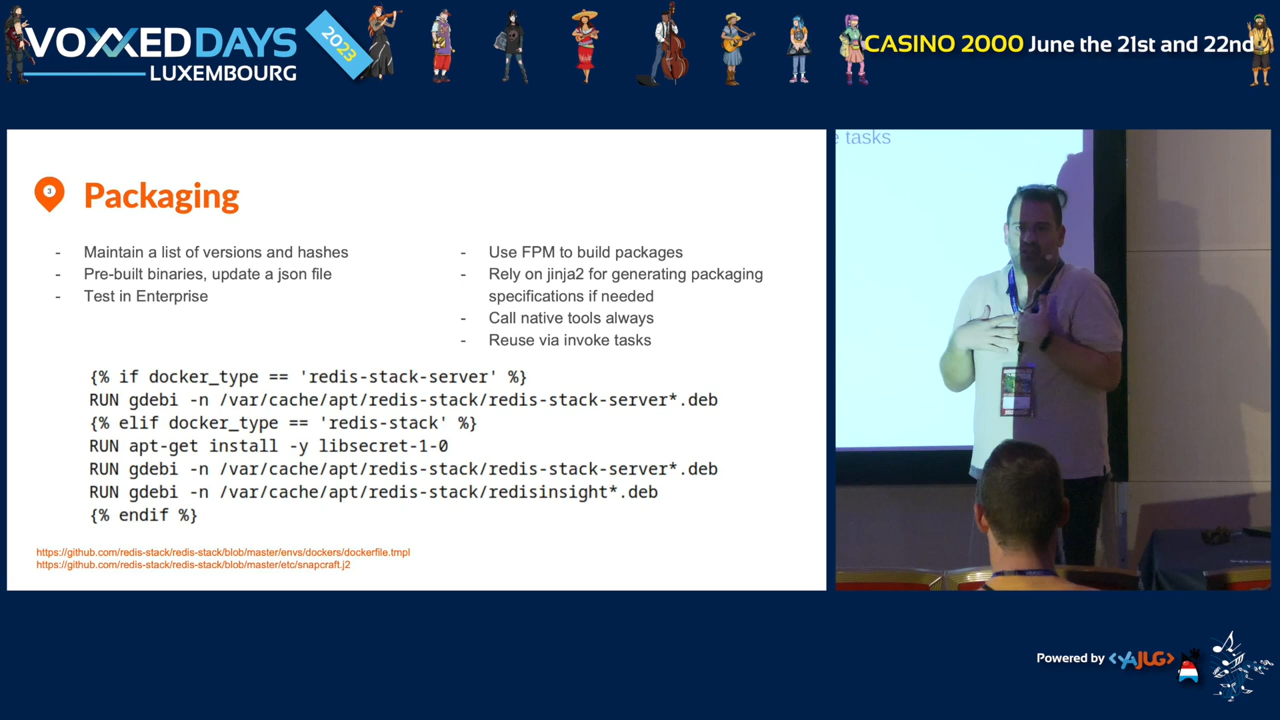 VOXXED DAYS
2023
LUXEMBOURG
CASINO 2000 June the 21st and 22nd
e tasks
3
Packaging
- Maintain a list of versions and hashes
- Pre-built binaries, update a json file
- Test in Enterprise
- Use FPM to build packages
- Rely on jinja2 for generating packaging
specifications if needed
- Call native tools always
- Reuse via invoke tasks
{% if docker_type == 'redis-stack-server' %}
RUN gdebi -n /var/cache/apt/redis-stack/redis-stack-server*.deb
{% elif docker_type == 'redis-stack' %}
RUN apt-get install -y libsecret-1-0
RUN gdebi -n /var/cache/apt/redis-stack/redis-stack-server*.deb
RUN gdebi -n /var/cache/apt/redis-stack/redisinsight*.deb
{% endif %}
https://github.com/redis-stack/redis-stack/blob/master/envs/dockers/dockerfile.tmpl
https://github.com/redis-stack/redis-stack/blob/master/etc/snapcraft.j2
Powered by <YAJUG>